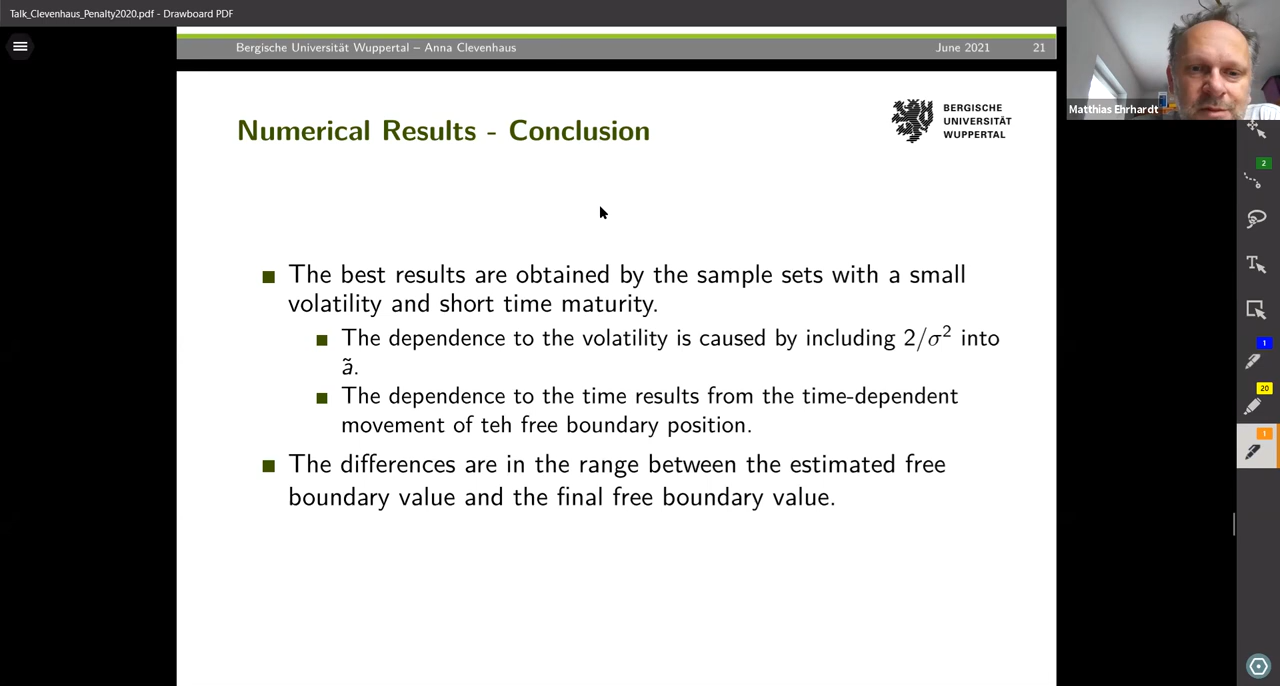 Talk_Clevenhaus_Penalty2020.pdf - Drawboard PDF
Bergische Universität Wuppertal – Anna Clevenhaus June 2021 21
Matthias Ehrhardt
BERGISCHE
UNIVERSITÄT
WUPPERTAL
Numerical Results - Conclusion
The best results are obtained by the sample sets with a small
volatility and short time maturity.
The dependence to the volatility is caused by including 2/σ² into
ã.
The dependence to the time results from the time-dependent
movement of teh free boundary position.
The differences are in the range between the estimated free
boundary value and the final free boundary value.
2
T
1
20
1